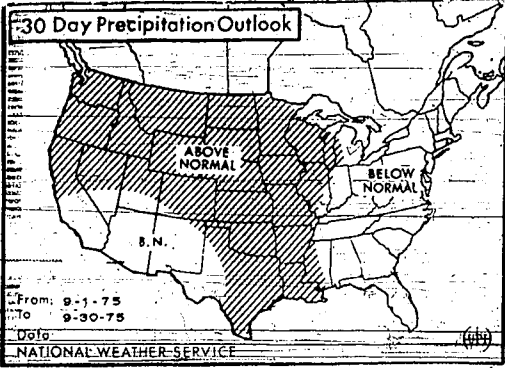 30 Day Precipitation Outlook
ABOVE
NORMAL
BELOW
NORMAL
B.N.
From: 9-1-75
To 9-30-75
Data
NATIONAL WEATHER SERVICE